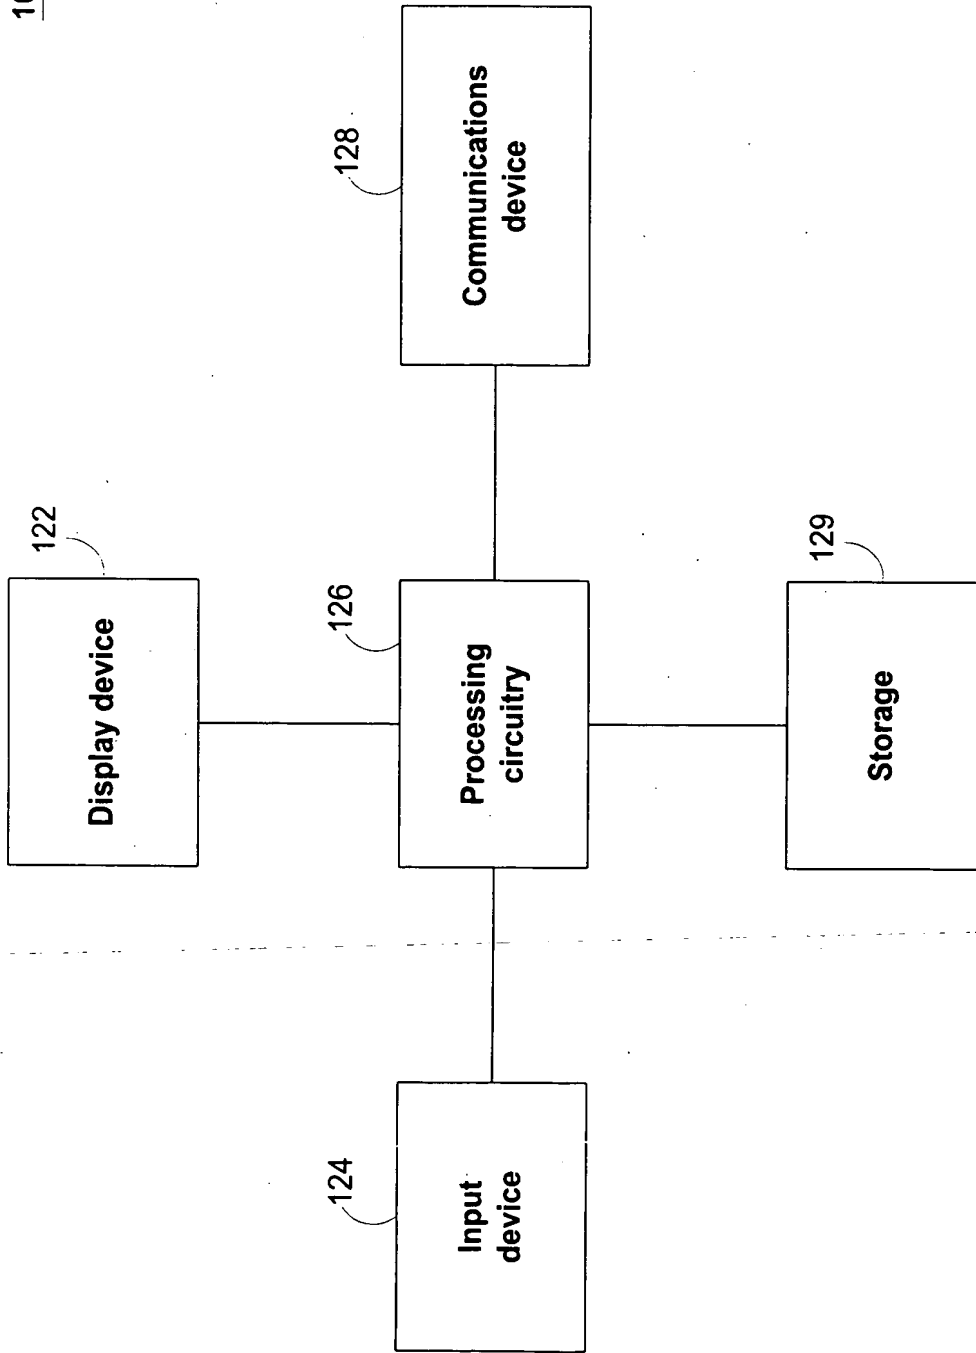 122
Display device
124
Input
device
126
Processing
circuitry
128
Communications
device
129
Storage